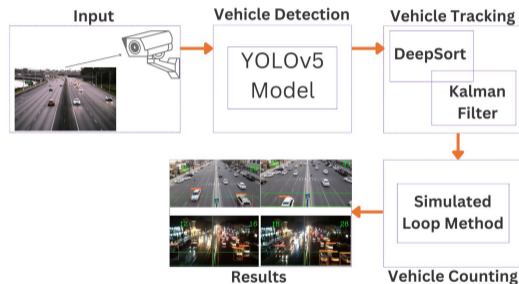 Input
Vehicle Detection
Vehicle Tracking
YOLOv5
Model
DeepSort
Kalman
Filter
Simulated
Loop Method
Results
Vehicle Counting